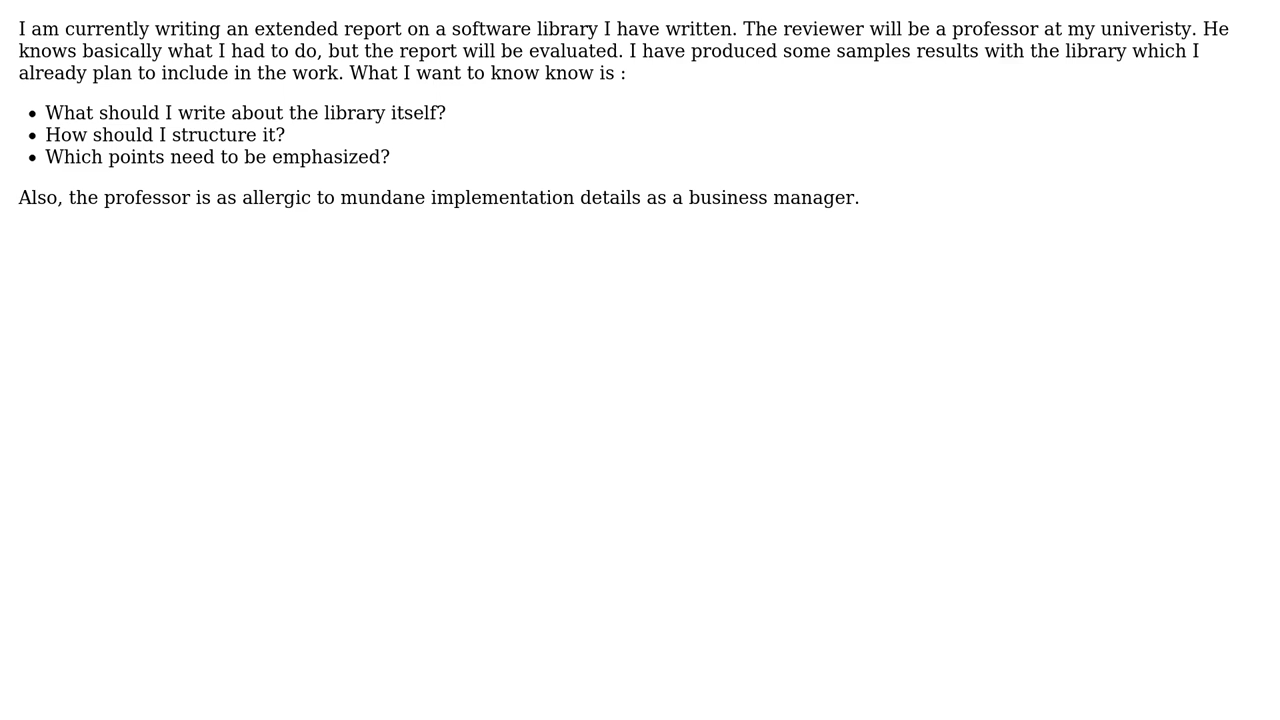 I am currently writing an extended report on a software library I have written. The reviewer will be a professor at my univeristy. He
knows basically what I had to do, but the report will be evaluated. I have produced some samples results with the library which I
already plan to include in the work. What I want to know know is :
• What should I write about the library itself?
• How should I structure it?
• Which points need to be emphasized?
Also, the professor is as allergic to mundane implementation details as a business manager.